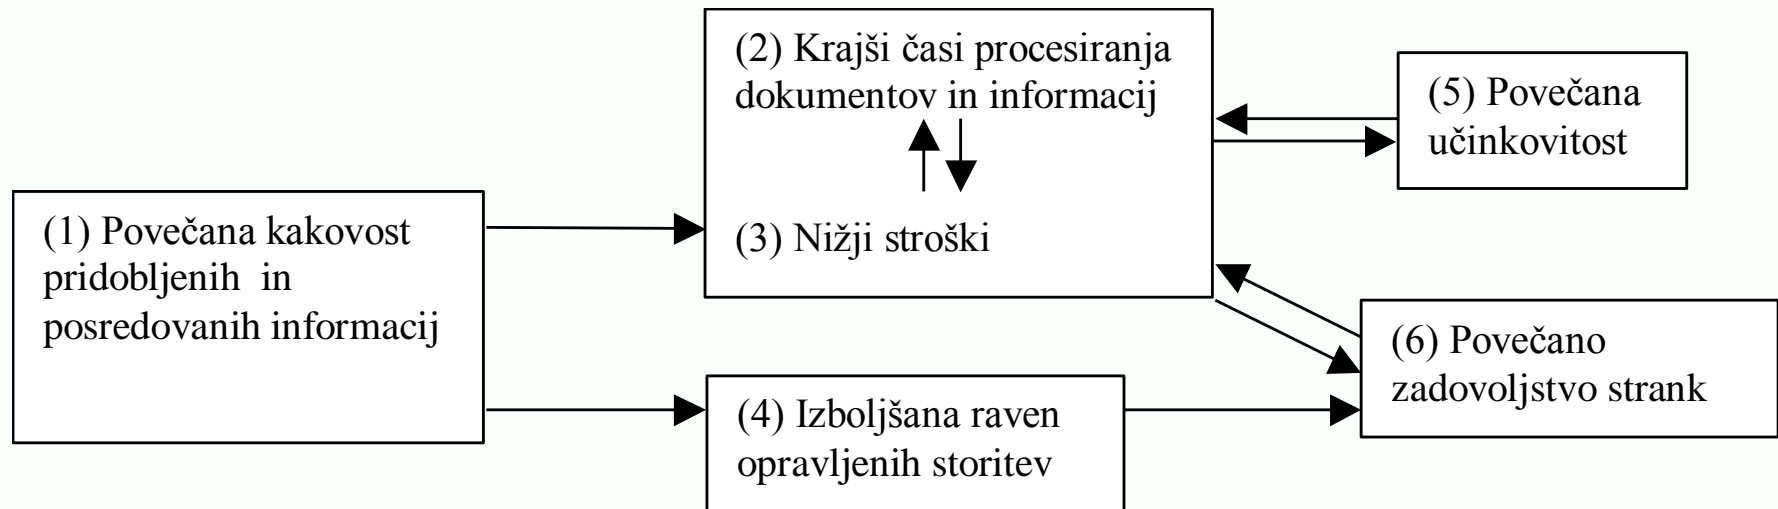 (1) Povečana kakovost
pridobljenih in
posredovanih informacij
(2) Krajši časi procesiranja
dokumentov in informacij
(3) Nižji stroški
(4) Izboljšana raven
opravljenih storitev
(5) Povečana
učinkovitost
(6) Povečano
zadovoljstvo strank